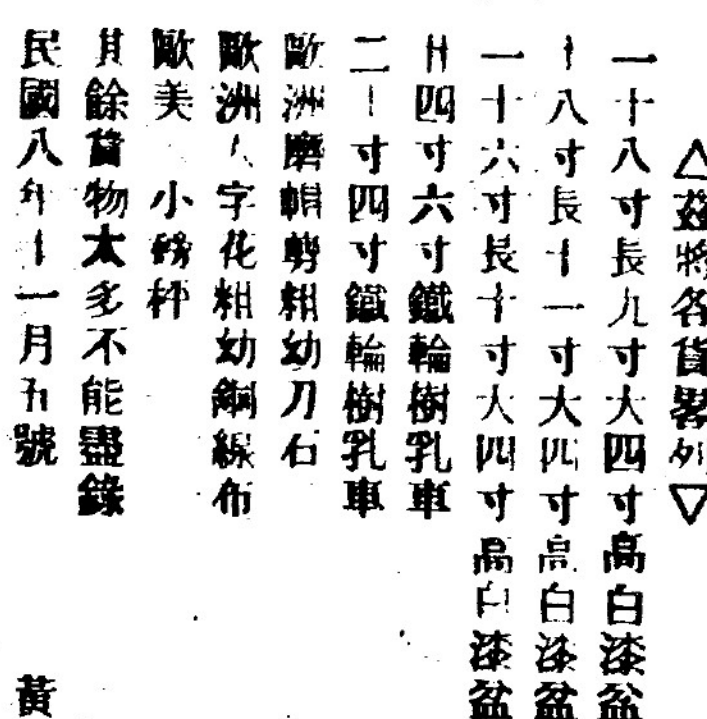 △茲將各貨畧列▽
一十八寸長九寸大四寸高白漆盆
十八寸長十一寸大四寸高白漆盆
一十六寸長十寸大四寸高白漆盆
廿四寸六寸鐵輪樹乳車
二十寸四寸鐵輪樹乳車
歐洲磨輯剪粗幼刀石
歐洲人字花粗幼銅線布
歐美 小磅枰
其餘貨物太多不能盡錄
民國八年十一月五號 黃